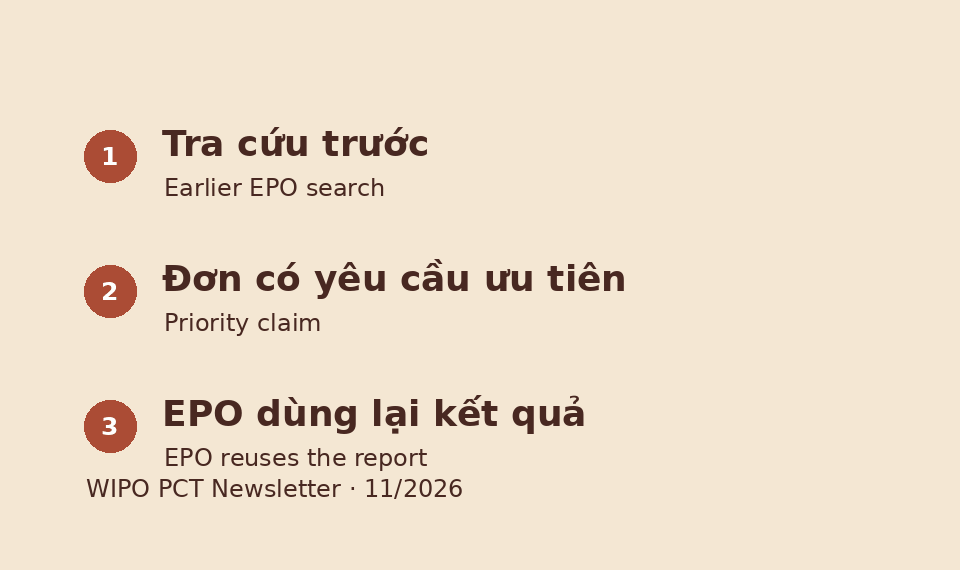 1
Tra cứu trước
Earlier EPO search
2
Đơn có yêu cầu ưu tiên
Priority claim
3
EPO dùng lại kết quả
EPO reuses the report
WIPO PCT Newsletter · 11/2026